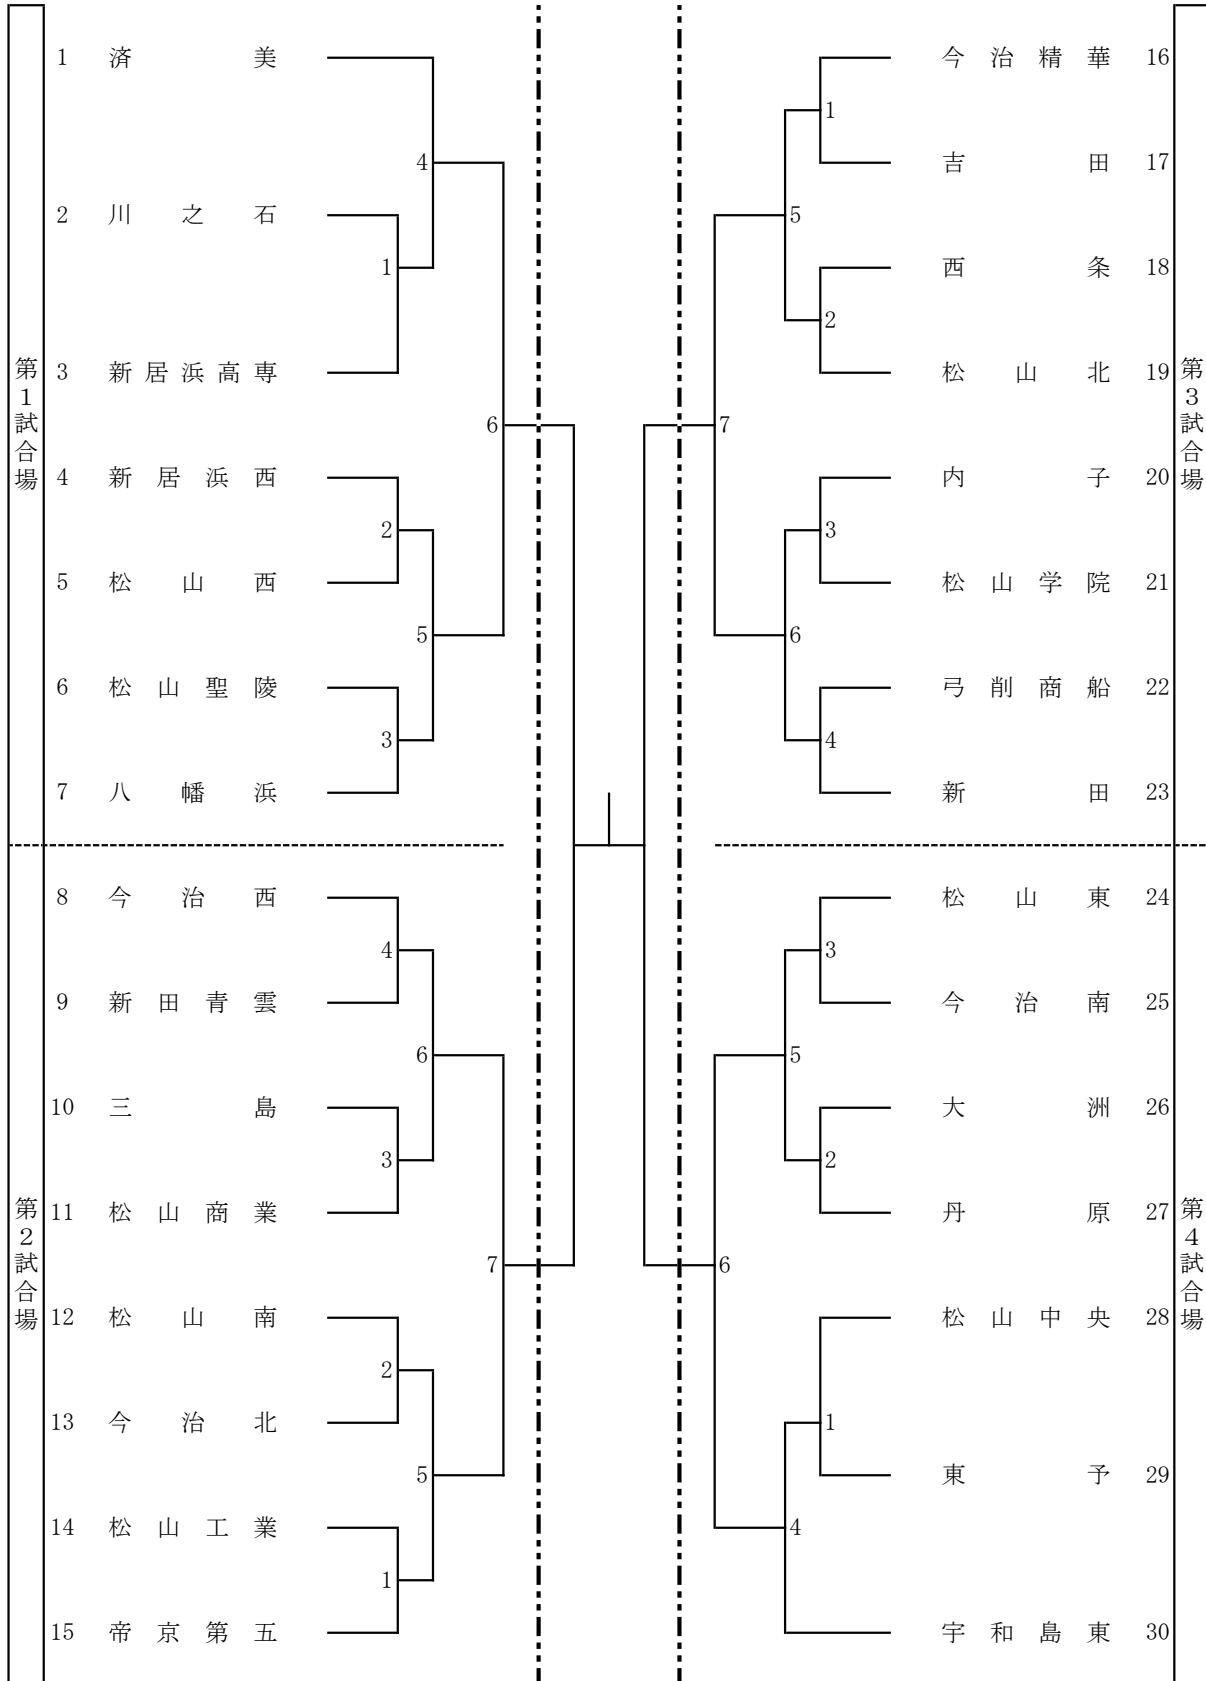 第1試合場
1 済美
2 川之石
3 新居浜高専
4 新居浜西
5 松山西
6 松山聖陵
7 八幡浜
4
1
2
3
5
6
第2試合場
8 今治西
9 新田青雲
10 三島
11 松山商業
12 松山南
13 今治北
14 松山工業
15 帝京第五
4
3
6
2
1
5
7
第3試合場
今治精華 16
吉田 17
西条 18
松山北 19
内子 20
松山学院 21
弓削商船 22
新田 23
1
2
5
3
4
6
7
第4試合場
松山東 24
今治南 25
大洲 26
丹原 27
松山中央 28
東予 29
宇和島東 30
3
2
5
1
4
6